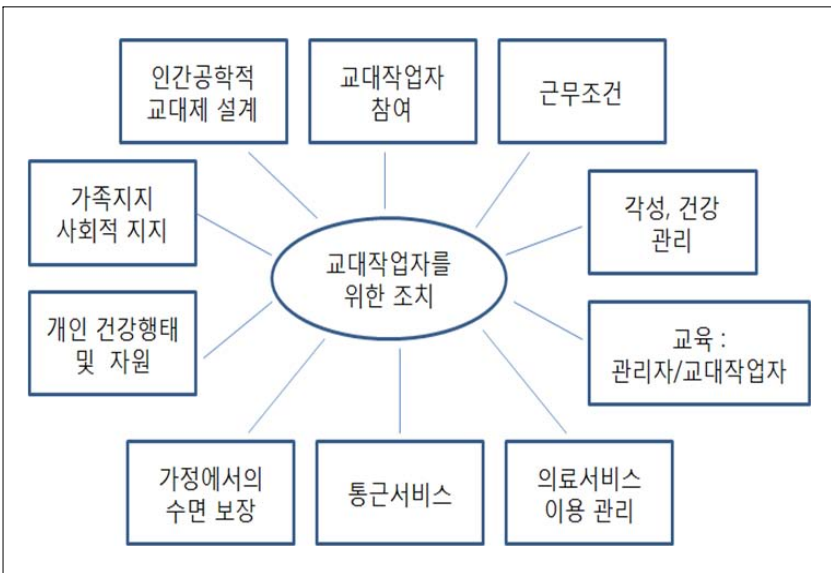 인간공학적
교대제 설계
교대작업자
참여
근무조건
가족지지
사회적 지지
각성, 건강
관리
교대작업자를
위한 조치
개인 건강행태
및 자원
교육 :
관리자/교대작업자
가정에서의
수면 보장
통근서비스
의료서비스
이용 관리